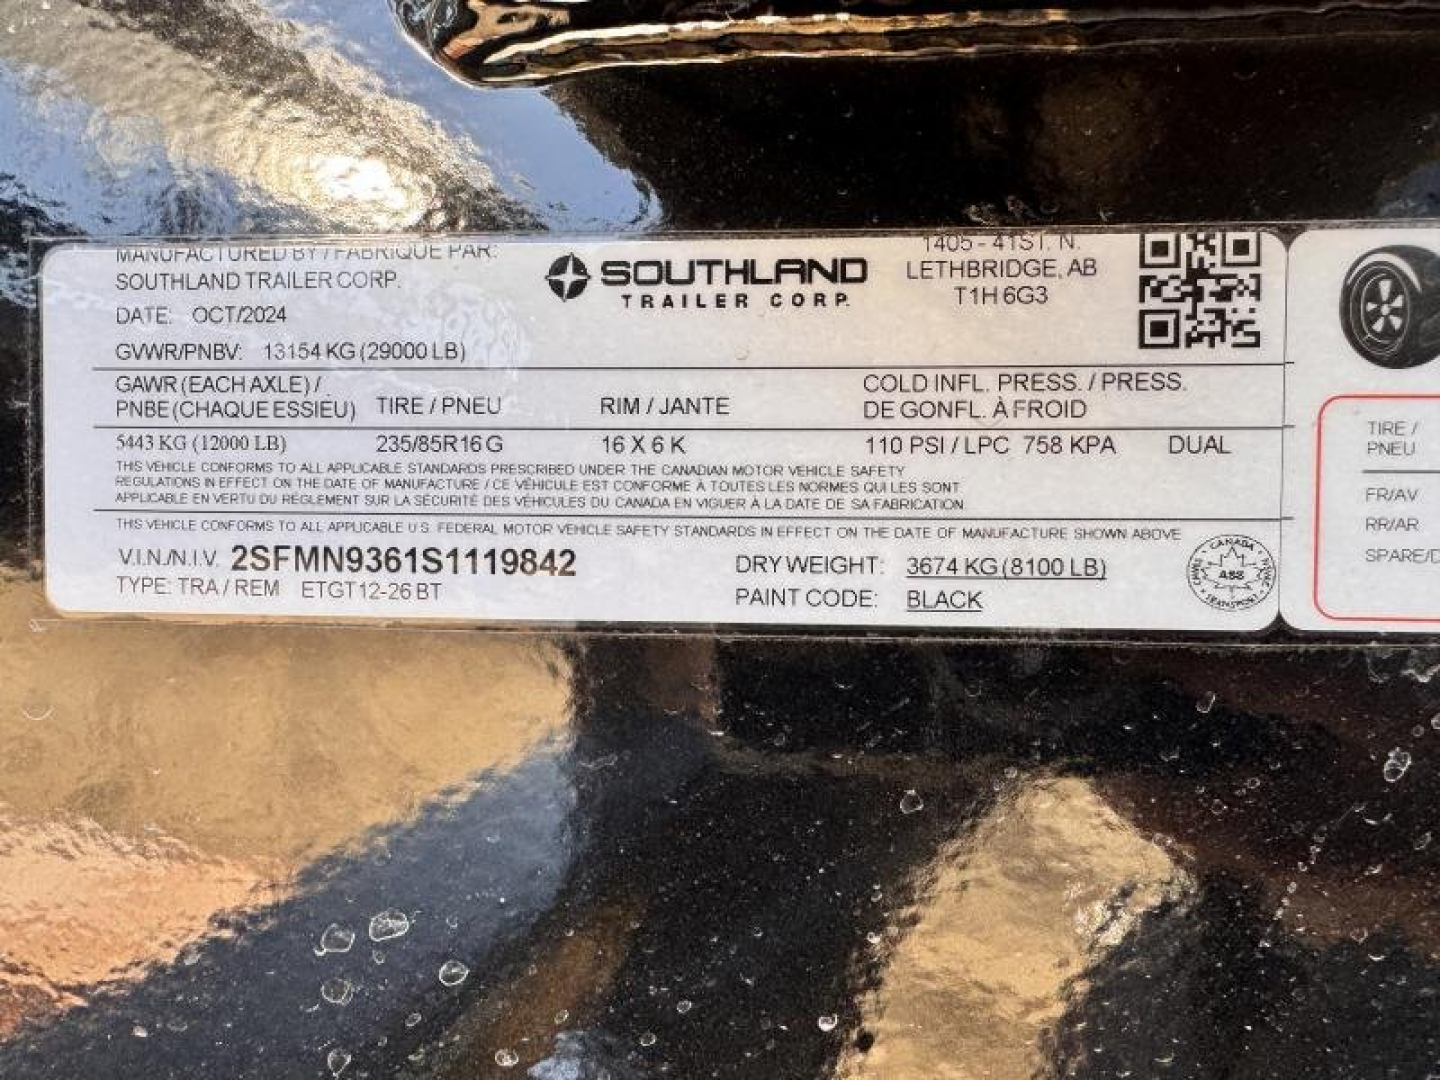 MANUFACTURED BY / FABRIQUE PAR:
SOUTHLAND TRAILER CORP.
DATE: OCT/2024
GVWR/PNBV: 13154 KG (29000 LB)
SOUTHLAND
TRAILER CORP.
1405 - 41ST. N.
LETHBRIDGE, AB
T1H 6G3
GAWR (EACH AXLE) /
PNBE (CHAQUE ESSIEU) TIRE / PNEU RIM / JANTE
COLD INFL. PRESS. / PRESS.
DE GONFL. À FROID
5443 KG (12000 LB) 235/85R16 G 16 X 6 K 110 PSI / LPC 758 KPA DUAL
THIS VEHICLE CONFORMS TO ALL APPLICABLE STANDARDS PRESCRIBED UNDER THE CANADIAN MOTOR VEHICLE SAFETY
REGULATIONS IN EFFECT ON THE DATE OF MANUFACTURE / CE VÉHICULE EST CONFORME À TOUTES LES NORMES QUI LES SONT
APPLICABLE EN VERTU DU RÉGLEMENT SUR LA SÉCURITÉ DES VÉHICULES DU CANADA EN VIGUER À LA DATE DE SA FABRICATION
THIS VEHICLE CONFORMS TO ALL APPLICABLE U.S. FEDERAL MOTOR VEHICLE SAFETY STANDARDS IN EFFECT ON THE DATE OF MANUFACTURE SHOWN ABOVE
V.I.N./N.I.V. 2SFMN9361S1119842
TYPE: TRA / REM ETGT12-26 BT
DRY WEIGHT: 3674 KG (8100 LB)
PAINT CODE: BLACK
CANADA
TRANSPORT
TIRE /
PNEU
FR/AV
RR/AR
SPARE/D